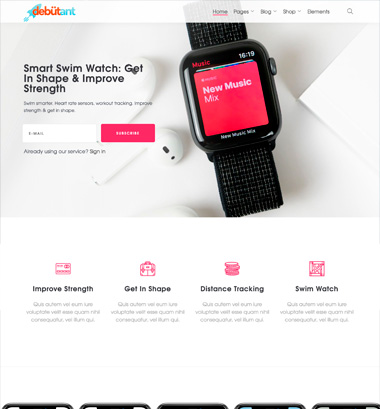 debütant
Home Pages Blog Shop Elements
Smart Swim Watch: Get
In Shape & Improve
Strength
Swim smarter. Heart rate sensors, workout tracking. Improve
strength & get in shape.
E-MAIL
SUBSCRIBE
Already using our service? Sign in
Music
16:19
New Music
Mix
New Music Mix
Improve Strength
Get In Shape
Distance Tracking
Swim Watch
Quis autem vel eum iure
voluptate velit esse quam nihil
consequatur, vel illum qui.
Quis autem vel eum iure
voluptate velit esse quam nihil
consequatur, vel illum qui.
Quis autem vel eum iure
voluptate velit esse quam nihil
consequatur, vel illum qui.
Quis autem vel eum iure
voluptate velit esse quam nihil
consequatur, vel illum qui.